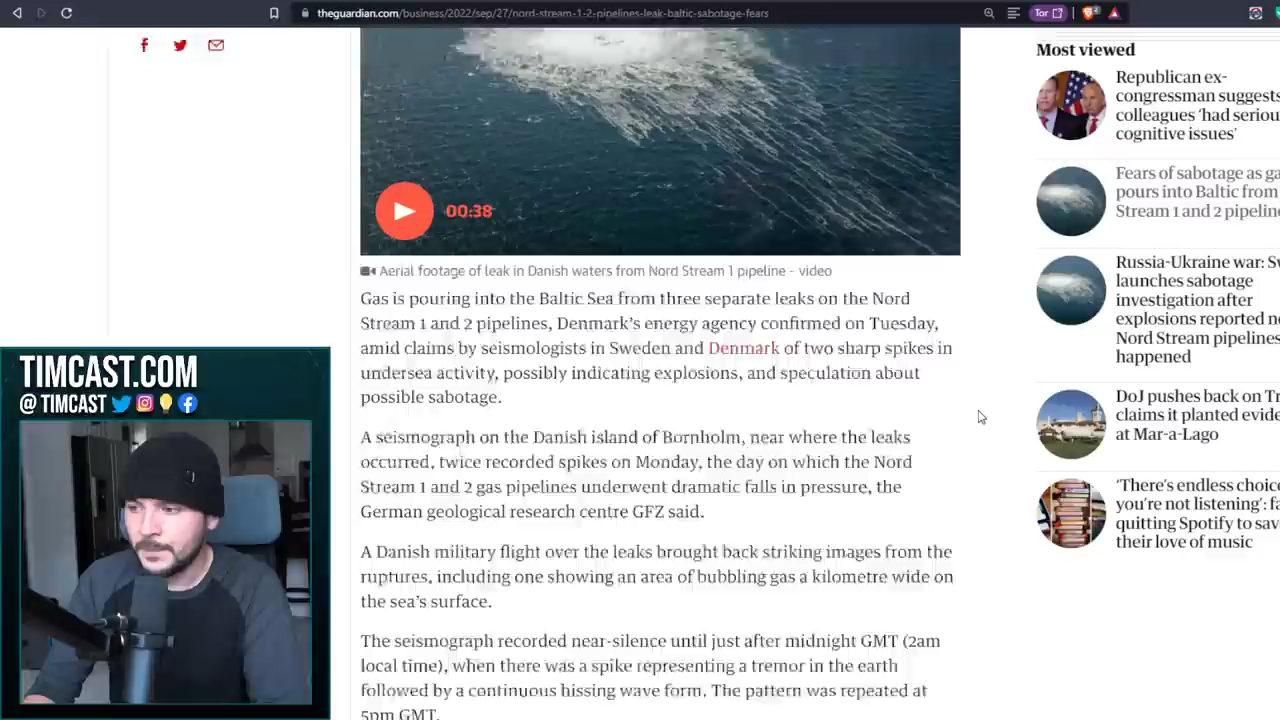 theguardian.com/business/2022/sep/27/nord-stream-1-2-pipelines-leak-baltic-sabotage-fears
Tor
2
00:38
Aerial footage of leak in Danish waters from Nord Stream 1 pipeline - video
Gas is pouring into the Baltic Sea from three separate leaks on the Nord
Stream 1 and 2 pipelines, Denmark's energy agency confirmed on Tuesday,
amid claims by seismologists in Sweden and Denmark of two sharp spikes in
undersea activity, possibly indicating explosions, and speculation about
possible sabotage.
A seismograph on the Danish island of Bornholm, near where the leaks
occurred, twice recorded spikes on Monday, the day on which the Nord
Stream 1 and 2 gas pipelines underwent dramatic falls in pressure, the
German geological research centre GFZ said.
A Danish military flight over the leaks brought back striking images from the
ruptures, including one showing an area of bubbling gas a kilometre wide on
the sea's surface.
The seismograph recorded near-silence until just after midnight GMT (2am
local time), when there was a spike representing a tremor in the earth
followed by a continuous hissing wave form. The pattern was repeated at
5pm GMT.
Most viewed
Republican ex-
congressman suggests
colleagues 'had seriou
cognitive issues'
Fears of sabotage as ga
pours into Baltic from
Stream 1 and 2 pipeline
Russia-Ukraine war: Sw
launches sabotage
investigation after
explosions reported ne
Nord Stream pipelines
happened
DoJ pushes back on Tr
claims it planted evide
at Mar-a-Lago
'There's endless choice
you're not listening': fa
quitting Spotify to save
their love of music
TIMCAST.COM
@ TIMCAST